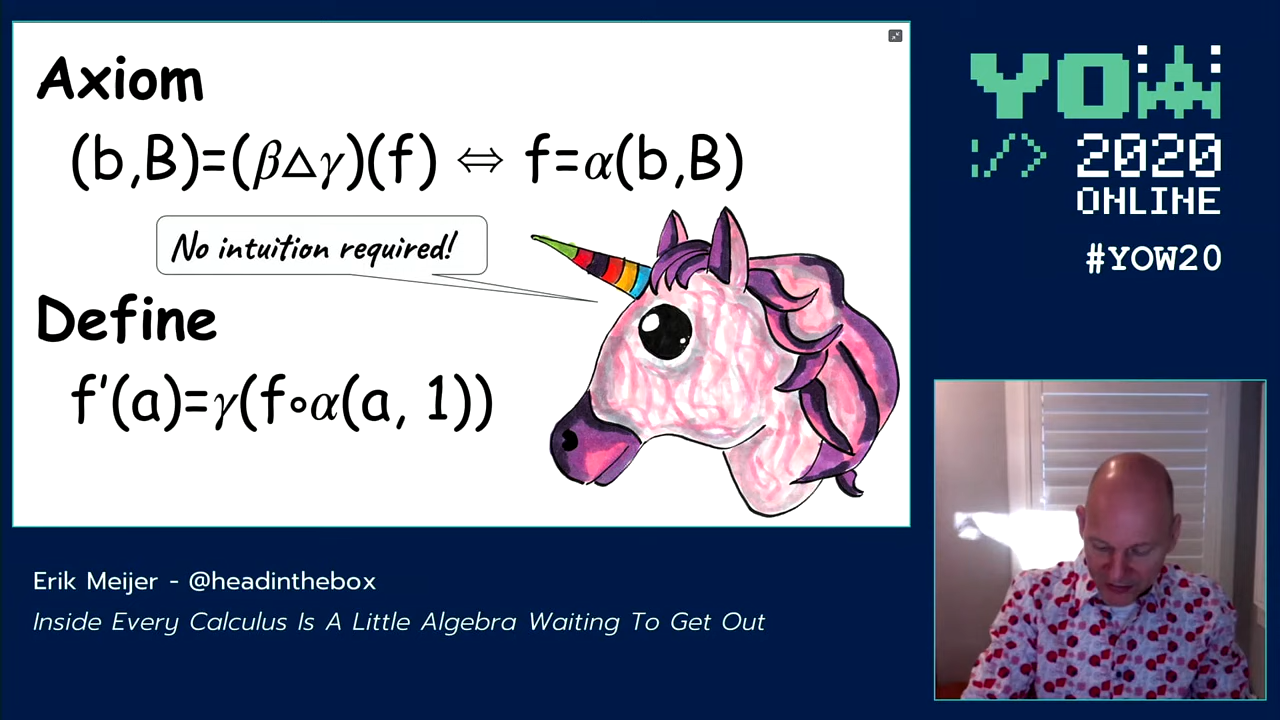 Axiom
(b,B)=(β△γ)(f) ⇔ f=α(b,B)
No intuition required!
Define
f'(a)=γ(f∘α(a, 1))
YOW
:/> 2020
ONLINE
#YOW20
Erik Meijer - @headinthebox
Inside Every Calculus Is A Little Algebra Waiting To Get Out